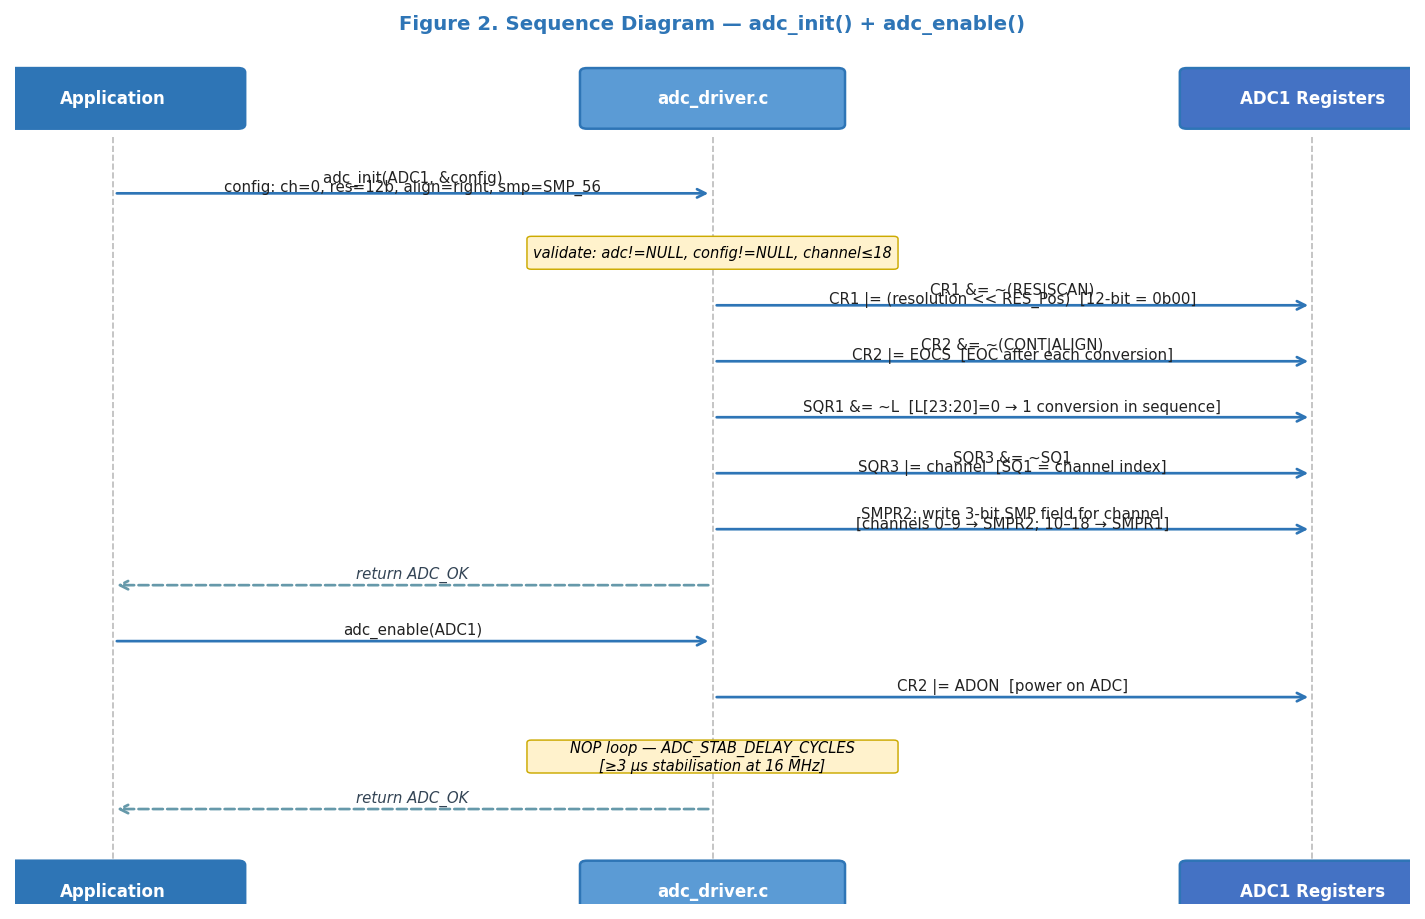 Figure 2. Sequence Diagram — adc_init() + adc_enable()
Application
adc_driver.c
ADC1 Registers
adc_init(ADC1, &config)
config: ch=0, res=12b, align=right, smp=SMP_56
validate: adc!=NULL, config!=NULL, channel≤18
CR1 &= ~(RES|SCAN)
CR1 |= (resolution << RES_Pos)  [12-bit = 0b00]
CR2 &= ~(CONT|ALIGN)
CR2 |= EOCS  [EOC after each conversion]
SQR1 &= ~L  [L[23:20]=0 → 1 conversion in sequence]
SQR3 &= ~SQ1
SQR3 |= channel  [SQ1 = channel index]
SMPR2: write 3-bit SMP field for channel
[channels 0–9 → SMPR2; 10–18 → SMPR1]
return ADC_OK
adc_enable(ADC1)
CR2 |= ADON  [power on ADC]
NOP loop — ADC_STAB_DELAY_CYCLES
[≥3 µs stabilisation at 16 MHz]
return ADC_OK
Application
adc_driver.c
ADC1 Registers